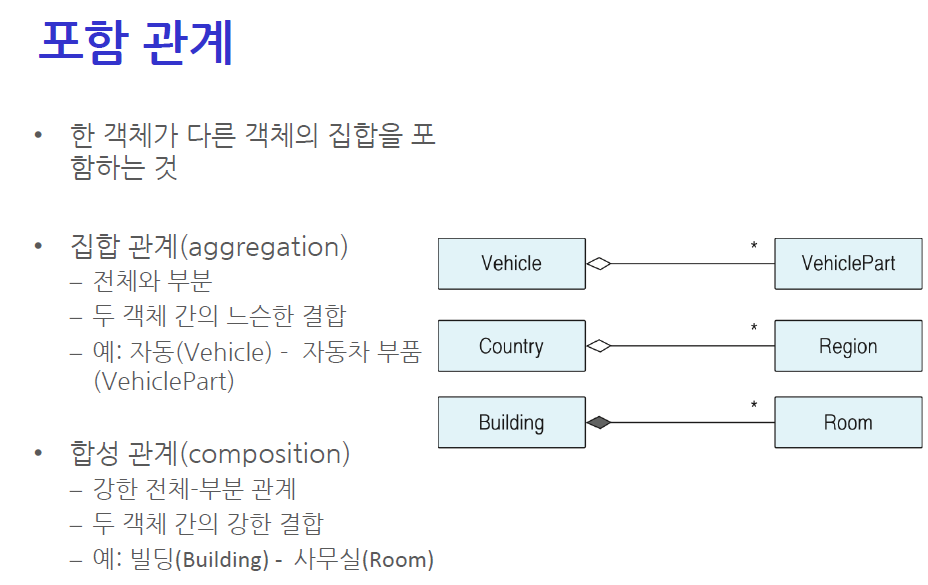 포함 관계
• 한 객체가 다른 객체의 집합을 포
함하는 것
• 집합 관계(aggregation)
– 전체와 부분
– 두 객체 간의 느슨한 결합
– 예: 자동(Vehicle) - 자동차 부품
(VehiclePart)
• 합성 관계(composition)
– 강한 전체-부분 관계
– 두 객체 간의 강한 결합
– 예: 빌딩(Building) - 사무실(Room)
Vehicle * VehiclePart
Country * Region
Building * Room